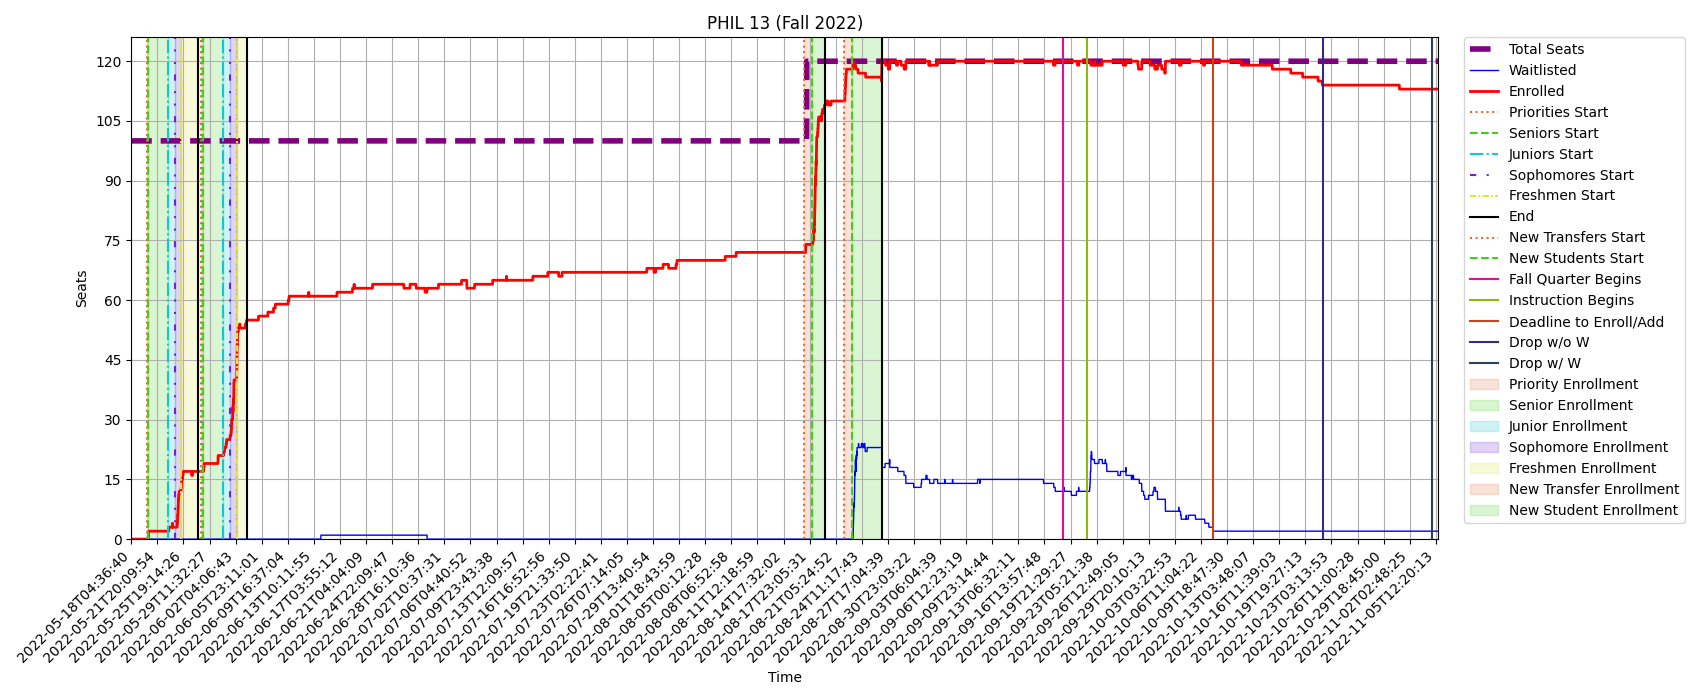 PHIL 13 (Fall 2022)
Seats
120
105
90
75
60
45
30
15
0
2022-05-18T04:36:40
2022-05-21T20:09:54
2022-05-25T19:14:26
2022-05-29T11:32:27
2022-06-02T04:06:43
2022-06-05T23:11:01
2022-06-09T16:37:04
2022-06-13T10:11:55
2022-06-17T03:55:12
2022-06-21T04:04:09
2022-06-24T22:09:47
2022-06-28T16:10:36
2022-07-02T10:37:31
2022-07-06T04:40:52
2022-07-09T23:43:38
2022-07-13T12:09:57
2022-07-16T16:52:56
2022-07-19T21:33:50
2022-07-23T02:22:41
2022-07-26T07:14:05
2022-07-29T13:40:54
2022-08-01T18:43:59
2022-08-05T00:12:28
2022-08-08T06:52:58
2022-08-11T12:18:59
2022-08-14T17:32:02
2022-08-17T23:05:31
2022-08-21T05:24:52
2022-08-24T11:17:43
2022-08-27T17:04:39
2022-08-30T23:03:22
2022-09-03T06:04:39
2022-09-06T12:23:19
2022-09-09T23:14:44
2022-09-13T06:32:11
2022-09-16T13:57:48
2022-09-19T21:29:27
2022-09-23T05:21:38
2022-09-26T12:49:05
2022-09-29T20:10:13
2022-10-03T03:22:53
2022-10-06T11:04:22
2022-10-09T18:47:30
2022-10-13T03:48:07
2022-10-16T11:39:03
2022-10-19T19:27:13
2022-10-23T03:13:53
2022-10-26T11:00:28
2022-10-29T18:45:00
2022-11-02T02:48:25
2022-11-05T12:20:13
Time
Total Seats
Waitlisted
Enrolled
Priorities Start
Seniors Start
Juniors Start
Sophomores Start
Freshmen Start
End
New Transfers Start
New Students Start
Fall Quarter Begins
Instruction Begins
Deadline to Enroll/Add
Drop w/o W
Drop w/ W
Priority Enrollment
Senior Enrollment
Junior Enrollment
Sophomore Enrollment
Freshmen Enrollment
New Transfer Enrollment
New Student Enrollment